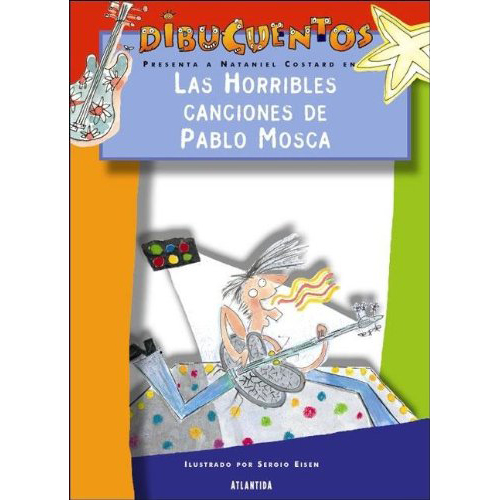 DIBUCUENTOS
PRESENTA A NATANIEL COSTARD EN
LAS HORRIBLES
CANCIONES DE
PABLO MOSCA
ILUSTRADO POR SERGIO EISEN
ATLANTIDA